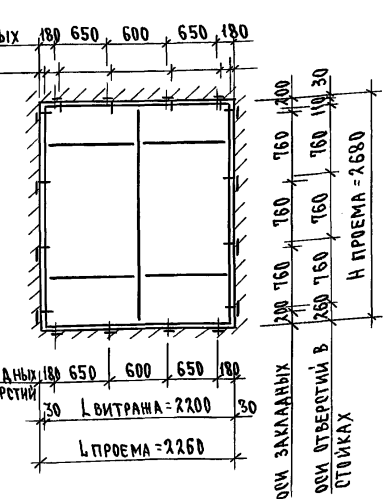 ЫХ 180 650 600 650 180
200 760 760 760 200
30 110 760 760 760 260
Н ПРОЕМА = 2680
ДНЫХ 180 650 600 650 180
РСТИЙ
30 L ВИТРАЖА = 2200 30
L ПРОЕМА = 2260
ОСИ ЗАКЛАДНЫХ
ОСИ ОТВЕРСТИЙ В
СТОЙКАХ